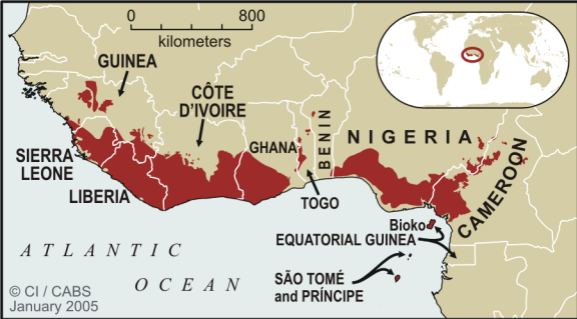 0 800
kilometers
GUINEA
CÔTE
D'IVOIRE
GHANA
BENIN
NIGERIA
SIERRA
LEONE
LIBERIA
TOGO
CAMEROON
Bioko
EQUATORIAL GUINEA
ATLANTIC
OCEAN
SÃO TOMÉ
and PRÍNCIPE
© CI / CABS
January 2005